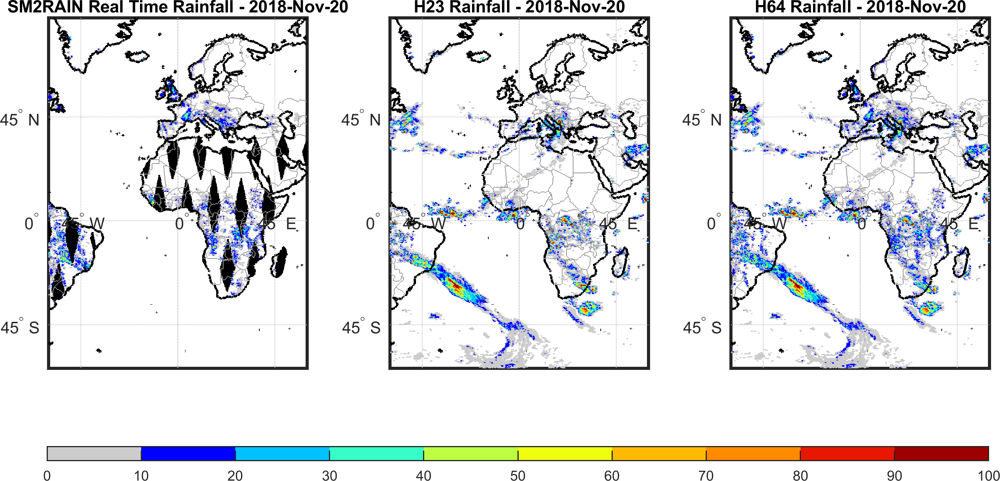 SM2RAIN Real Time Rainfall - 2018-Nov-20
H23 Rainfall - 2018-Nov-20
H64 Rainfall - 2018-Nov-20
45° N
45° N
45° N
0°
45° W
0°
45° E
0°
45° W
0°
45° E
0°
45° W
0°
45° E
45° S
45° S
45° S
0 10 20 30 40 50 60 70 80 90 100